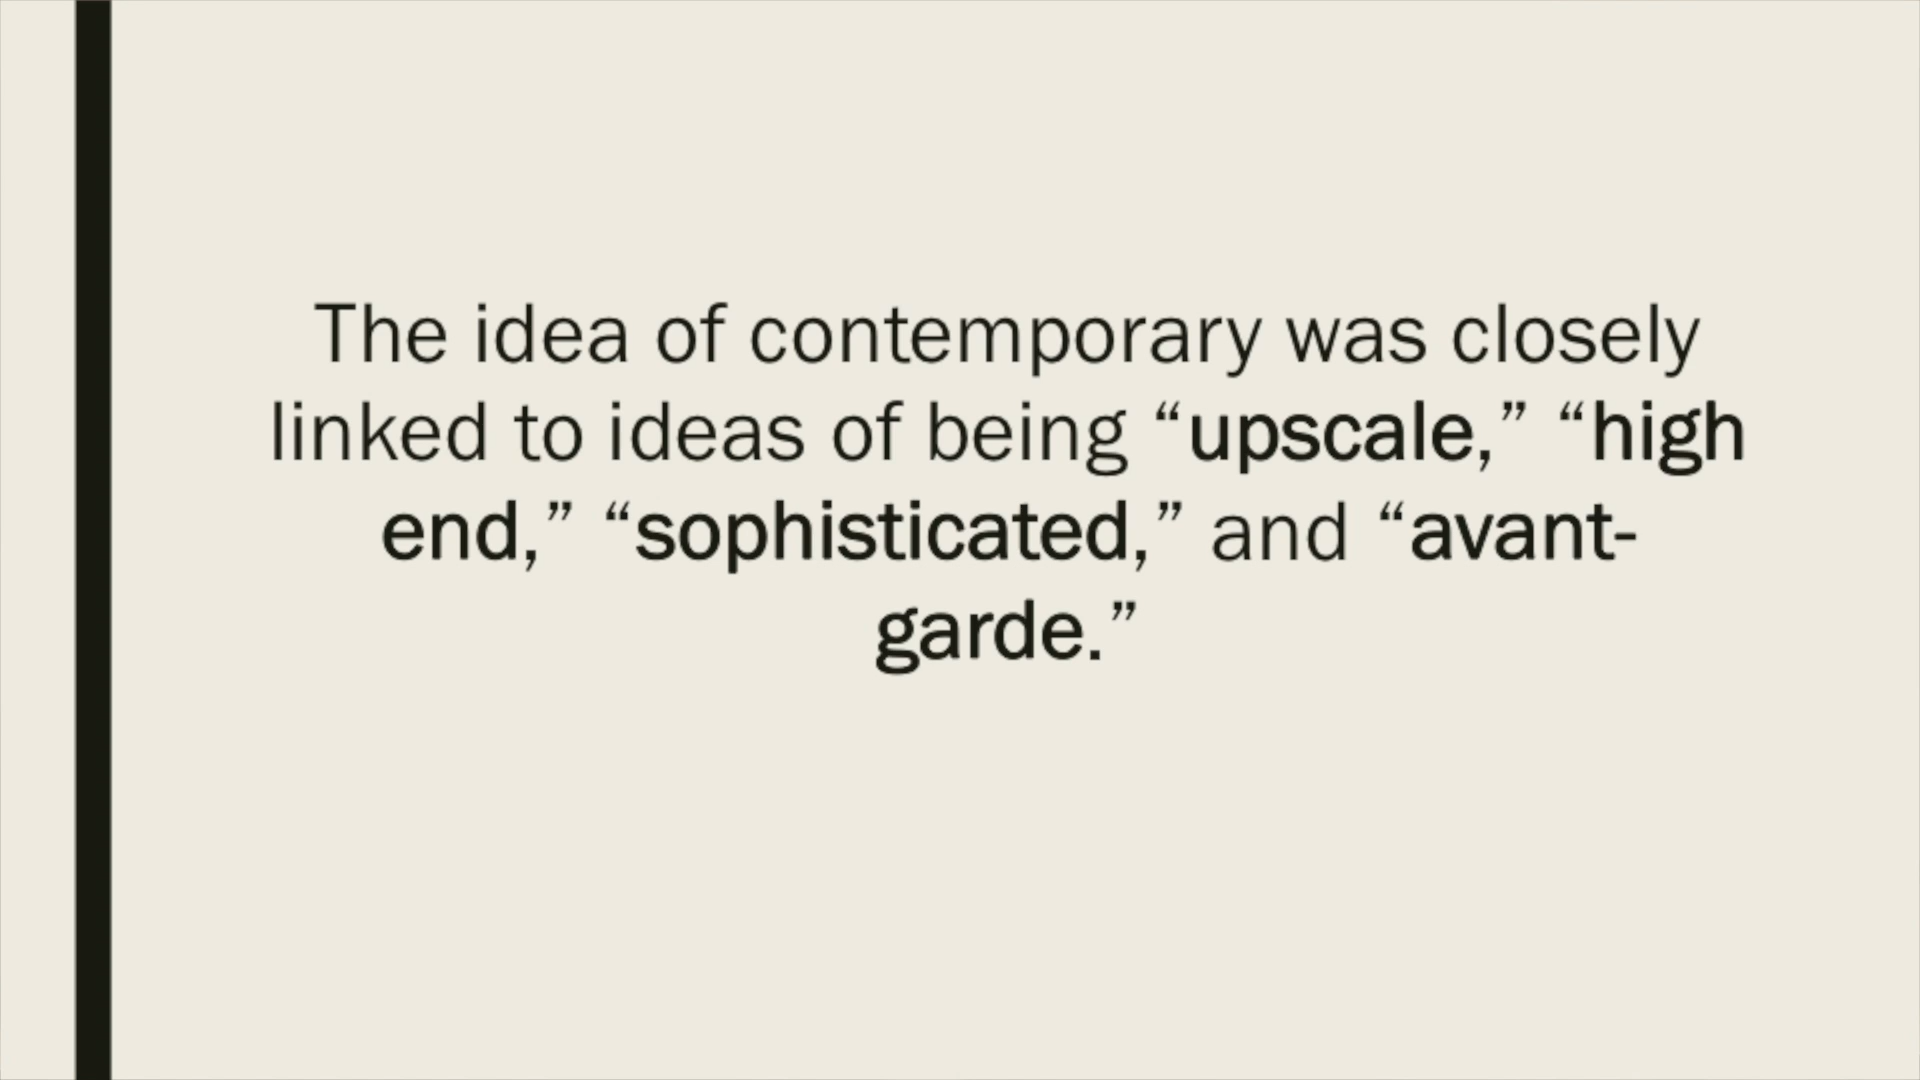 The idea of contemporary was closely
linked to ideas of being “upscale,” “high
end,” “sophisticated,” and “avant-
garde.”